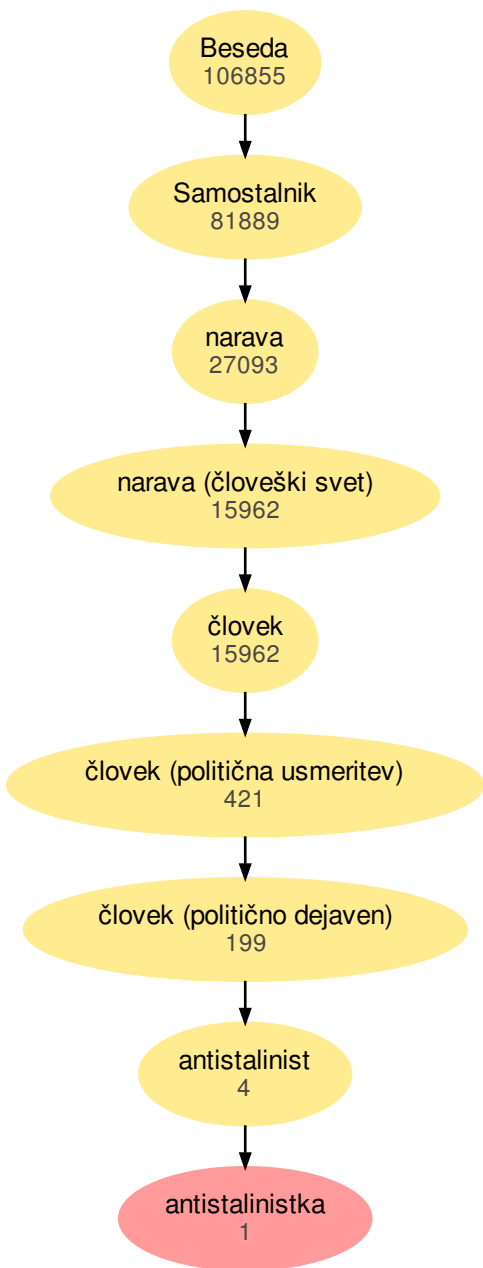 Beseda
106855
Samostalnik
81889
narava
27093
narava (človeški svet)
15962
človek
15962
človek (politična usmeritev)
421
človek (politično dejaven)
199
antistalinist
4
antistalinistka
1